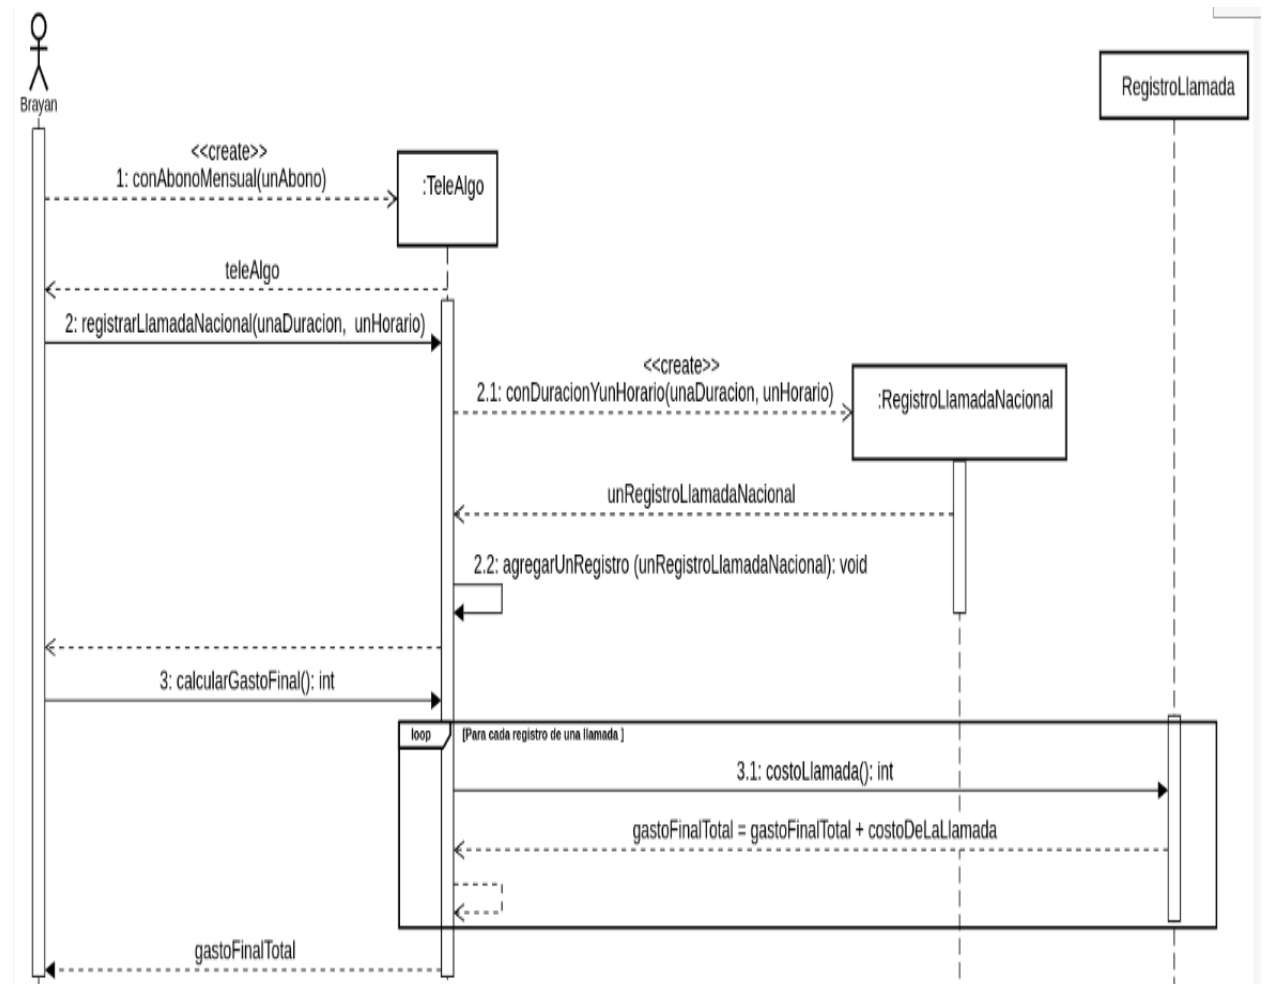 Brayan
RegistroLlamada
<<create>>
1: conAbonoMensual(unAbono)
:TeleAlgo
teleAlgo
2: registrarLlamadaNacional(unaDuracion, unHorario)
<<create>>
2.1: conDuracionYunHorario(unaDuracion, unHorario)
:RegistroLlamadaNacional
unRegistroLlamadaNacional
2.2: agregarUnRegistro (unRegistroLlamadaNacional): void
3: calcularGastoFinal(): int
loop
[Para cada registro de una llamada ]
3.1: costoLlamada(): int
gastoFinalTotal = gastoFinalTotal + costoDeLaLlamada
gastoFinalTotal